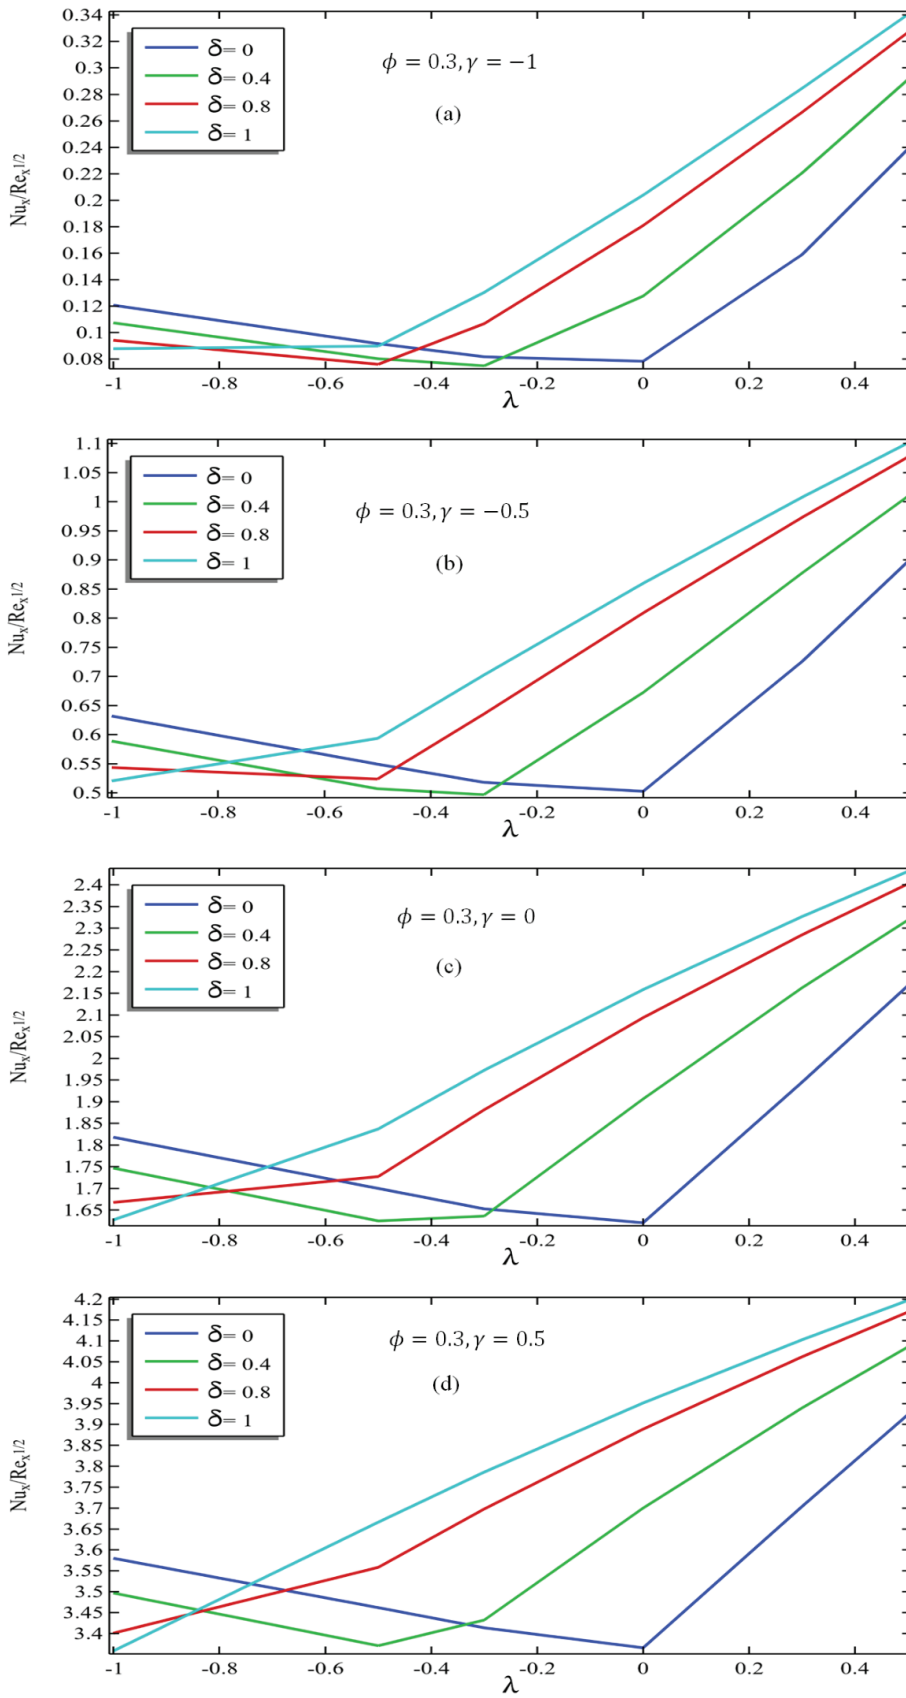 0.34
0.32
0.3
0.28
0.26
0.24
0.22
0.2
0.18
0.16
0.14
0.12
0.1
0.08
Nuₓ/Reₓ^1/2
δ= 0
δ= 0.4
δ= 0.8
δ= 1
ϕ = 0.3, γ = −1
(a)
-1 -0.8 -0.6 -0.4 -0.2 0 0.2 0.4
λ
1.1
1.05
1
0.95
0.9
0.85
0.8
0.75
0.7
0.65
0.6
0.55
0.5
Nuₓ/Reₓ^1/2
δ= 0
δ= 0.4
δ= 0.8
δ= 1
ϕ = 0.3, γ = −0.5
(b)
-1 -0.8 -0.6 -0.4 -0.2 0 0.2 0.4
λ
2.4
2.35
2.3
2.25
2.2
2.15
2.1
2.05
2
1.95
1.9
1.85
1.8
1.75
1.7
1.65
Nuₓ/Reₓ^1/2
δ= 0
δ= 0.4
δ= 0.8
δ= 1
ϕ = 0.3, γ = 0
(c)
-1 -0.8 -0.6 -0.4 -0.2 0 0.2 0.4
λ
4.2
4.15
4.1
4.05
4
3.95
3.9
3.85
3.8
3.75
3.7
3.65
3.6
3.55
3.5
3.45
3.4
Nuₓ/Reₓ^1/2
δ= 0
δ= 0.4
δ= 0.8
δ= 1
ϕ = 0.3, γ = 0.5
(d)
-1 -0.8 -0.6 -0.4 -0.2 0 0.2 0.4
λ